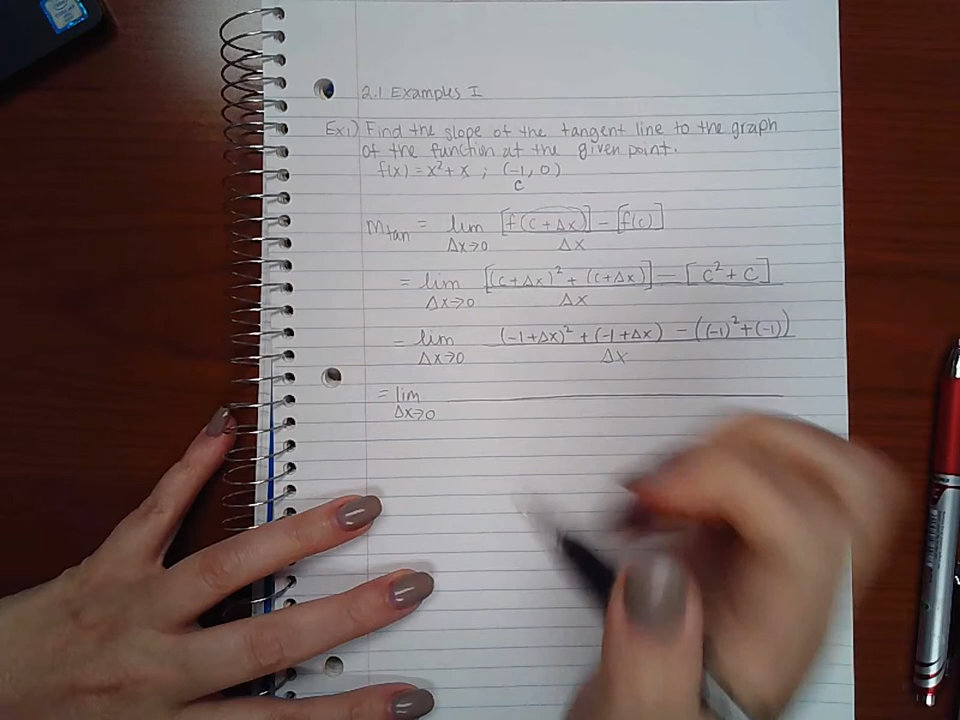 2.1 Examples I
Ex1) Find the slope of the tangent line to the graph
of the function at the given point.
f(x) = x² + x ; (-1, 0)
c
m_tan = lim Δx→0 [f(c + Δx)] - [f(c)] / Δx
= lim Δx→0 [(c+Δx)² + (c+Δx)] - [c² + c] / Δx
= lim Δx→0 (-1+Δx)² + (-1+Δx) - ((-1)² + (-1)) / Δx
= lim Δx→0